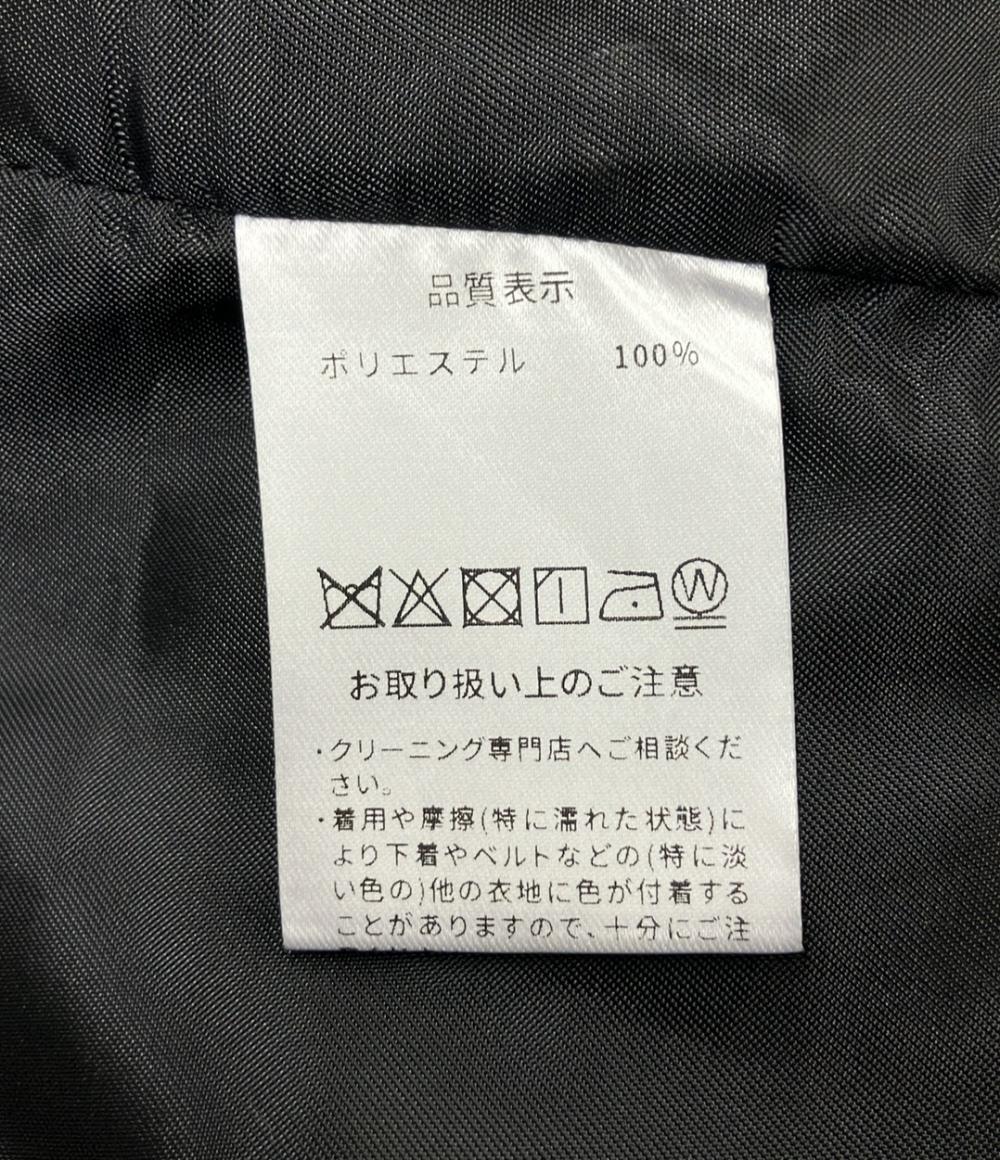 品質表示
ポリエステル 100%
W
お取り扱い上のご注意
・クリーニング専門店へご相談くだ
さい。
・着用や摩擦(特に濡れた状態)に
より下着やベルトなどの(特に淡
い色の)他の衣地に色が付着する
ことがありますので、十分にご注